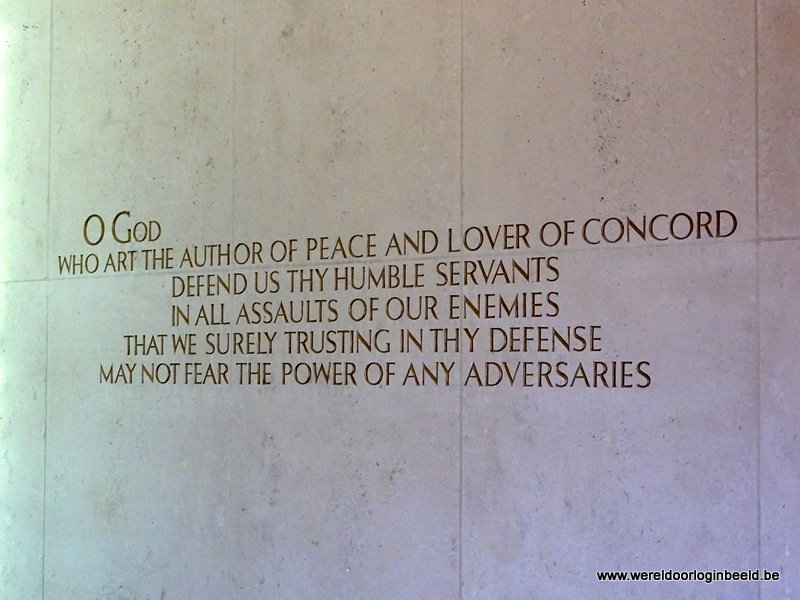 O GOD
WHO ART THE AUTHOR OF PEACE AND LOVER OF CONCORD
DEFEND US THY HUMBLE SERVANTS
IN ALL ASSAULTS OF OUR ENEMIES
THAT WE SURELY TRUSTING IN THY DEFENSE
MAY NOT FEAR THE POWER OF ANY ADVERSARIES
www.wereldoorloginbeeld.be